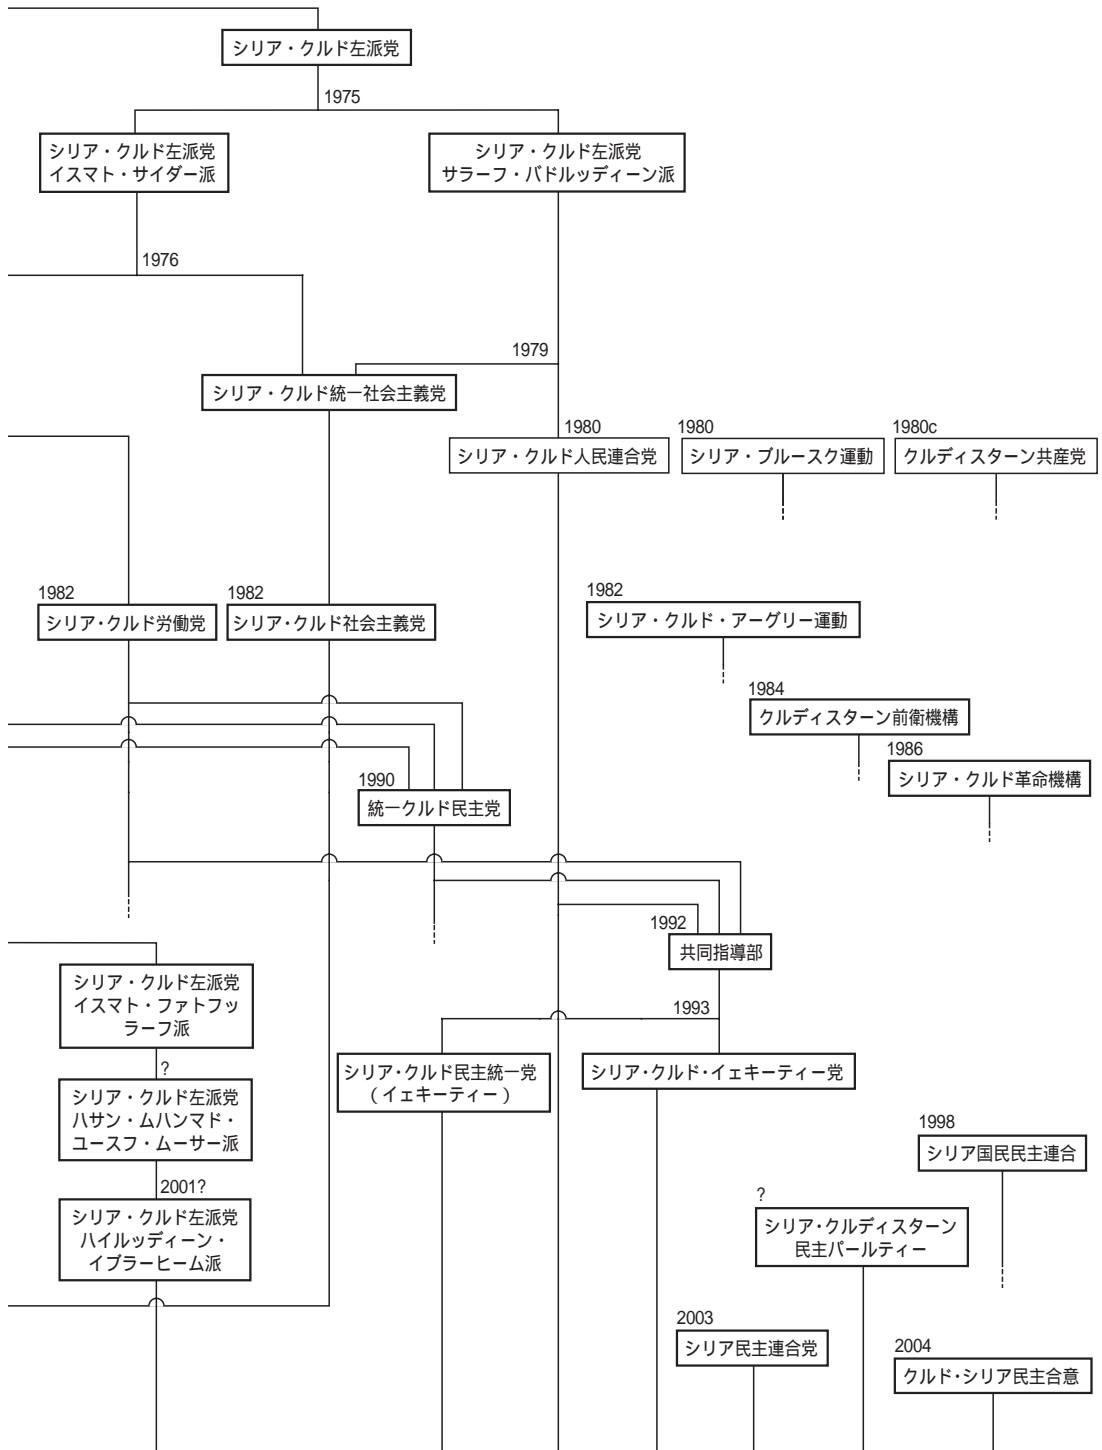 シリア・クルド左派党
1975
シリア・クルド左派党
イスマト・サイダー派
シリア・クルド左派党
サラーフ・バドルッディーン派
1976
1979
シリア・クルド統一社会主義党
1980
シリア・クルド人民連合党
1980
シリア・ブルースク運動
1980c
クルディスターン共産党
1982
シリア・クルド労働党
1982
シリア・クルド社会主義党
1982
シリア・クルド・アーグリー運動
1984
クルディスターン前衛機構
1986
シリア・クルド革命機構
1990
統一クルド民主党
1992
共同指導部
シリア・クルド左派党
イスマト・ファトフッ
ラーフ派
1993
シリア・クルド民主統一党
（イェキーティー）
シリア・クルド・イェキーティー党
?
シリア・クルド左派党
ハサン・ムハンマド・
ユースフ・ムーサー派
1998
シリア国民民主連合
2001?
シリア・クルド左派党
ハイルッディーン・
イブラーヒーム派
?
シリア・クルディスターン
民主パールティー
2003
シリア民主連合党
2004
クルド・シリア民主合意